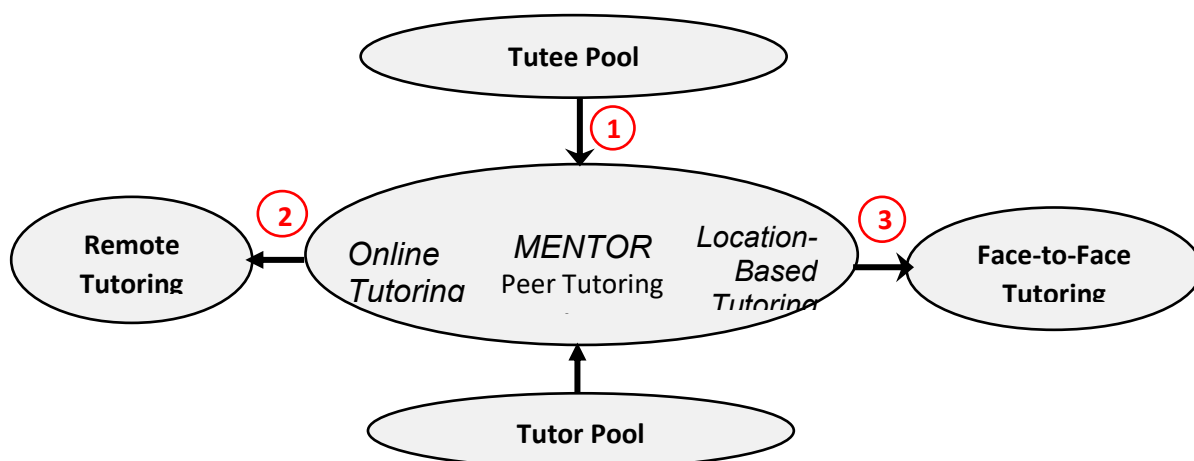 Tutee Pool
1
2
3
Remote
Tutoring
Online
Tutoring
MENTOR
Peer Tutoring
Location-
Based
Tutoring
Face-to-Face
Tutoring
Tutor Pool